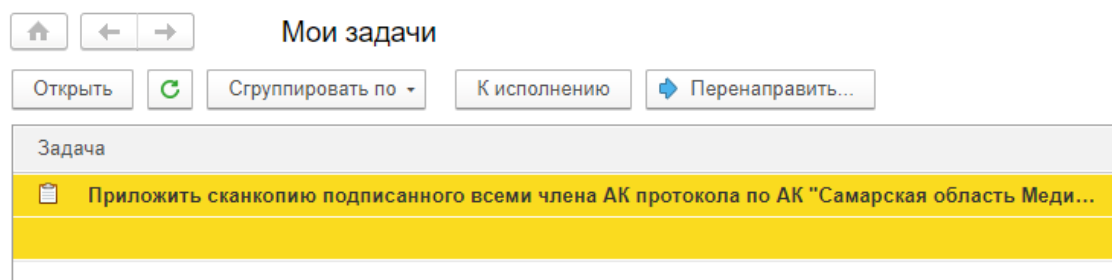 Мои задачи
Открыть Сгруппировать по К исполнению Перенаправить...
Задача
Приложить сканкопию подписанного всеми члена АК протокола по АК "Самарская область Меди...